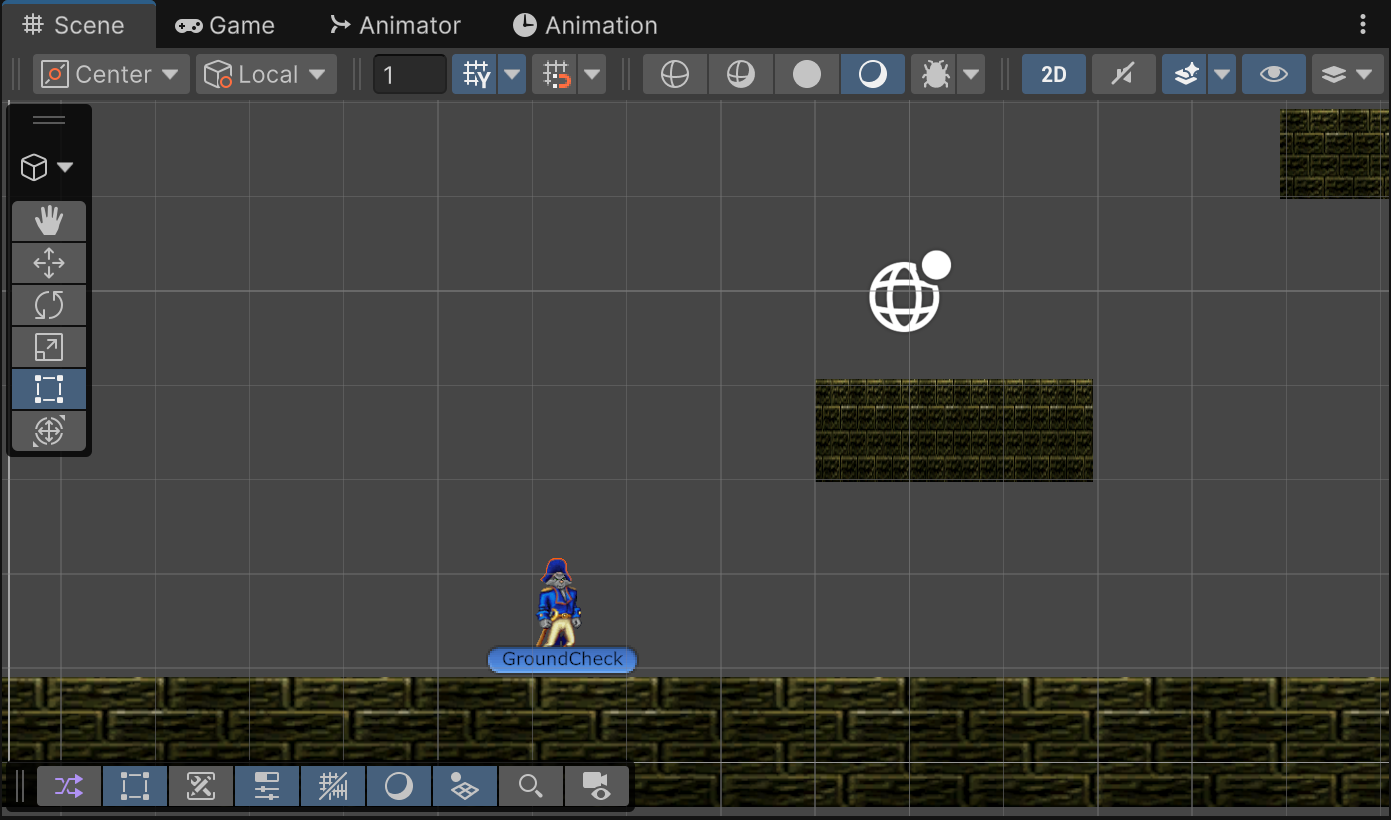 Scene Game Animator Animation
Center Local 1 2D
GroundCheck